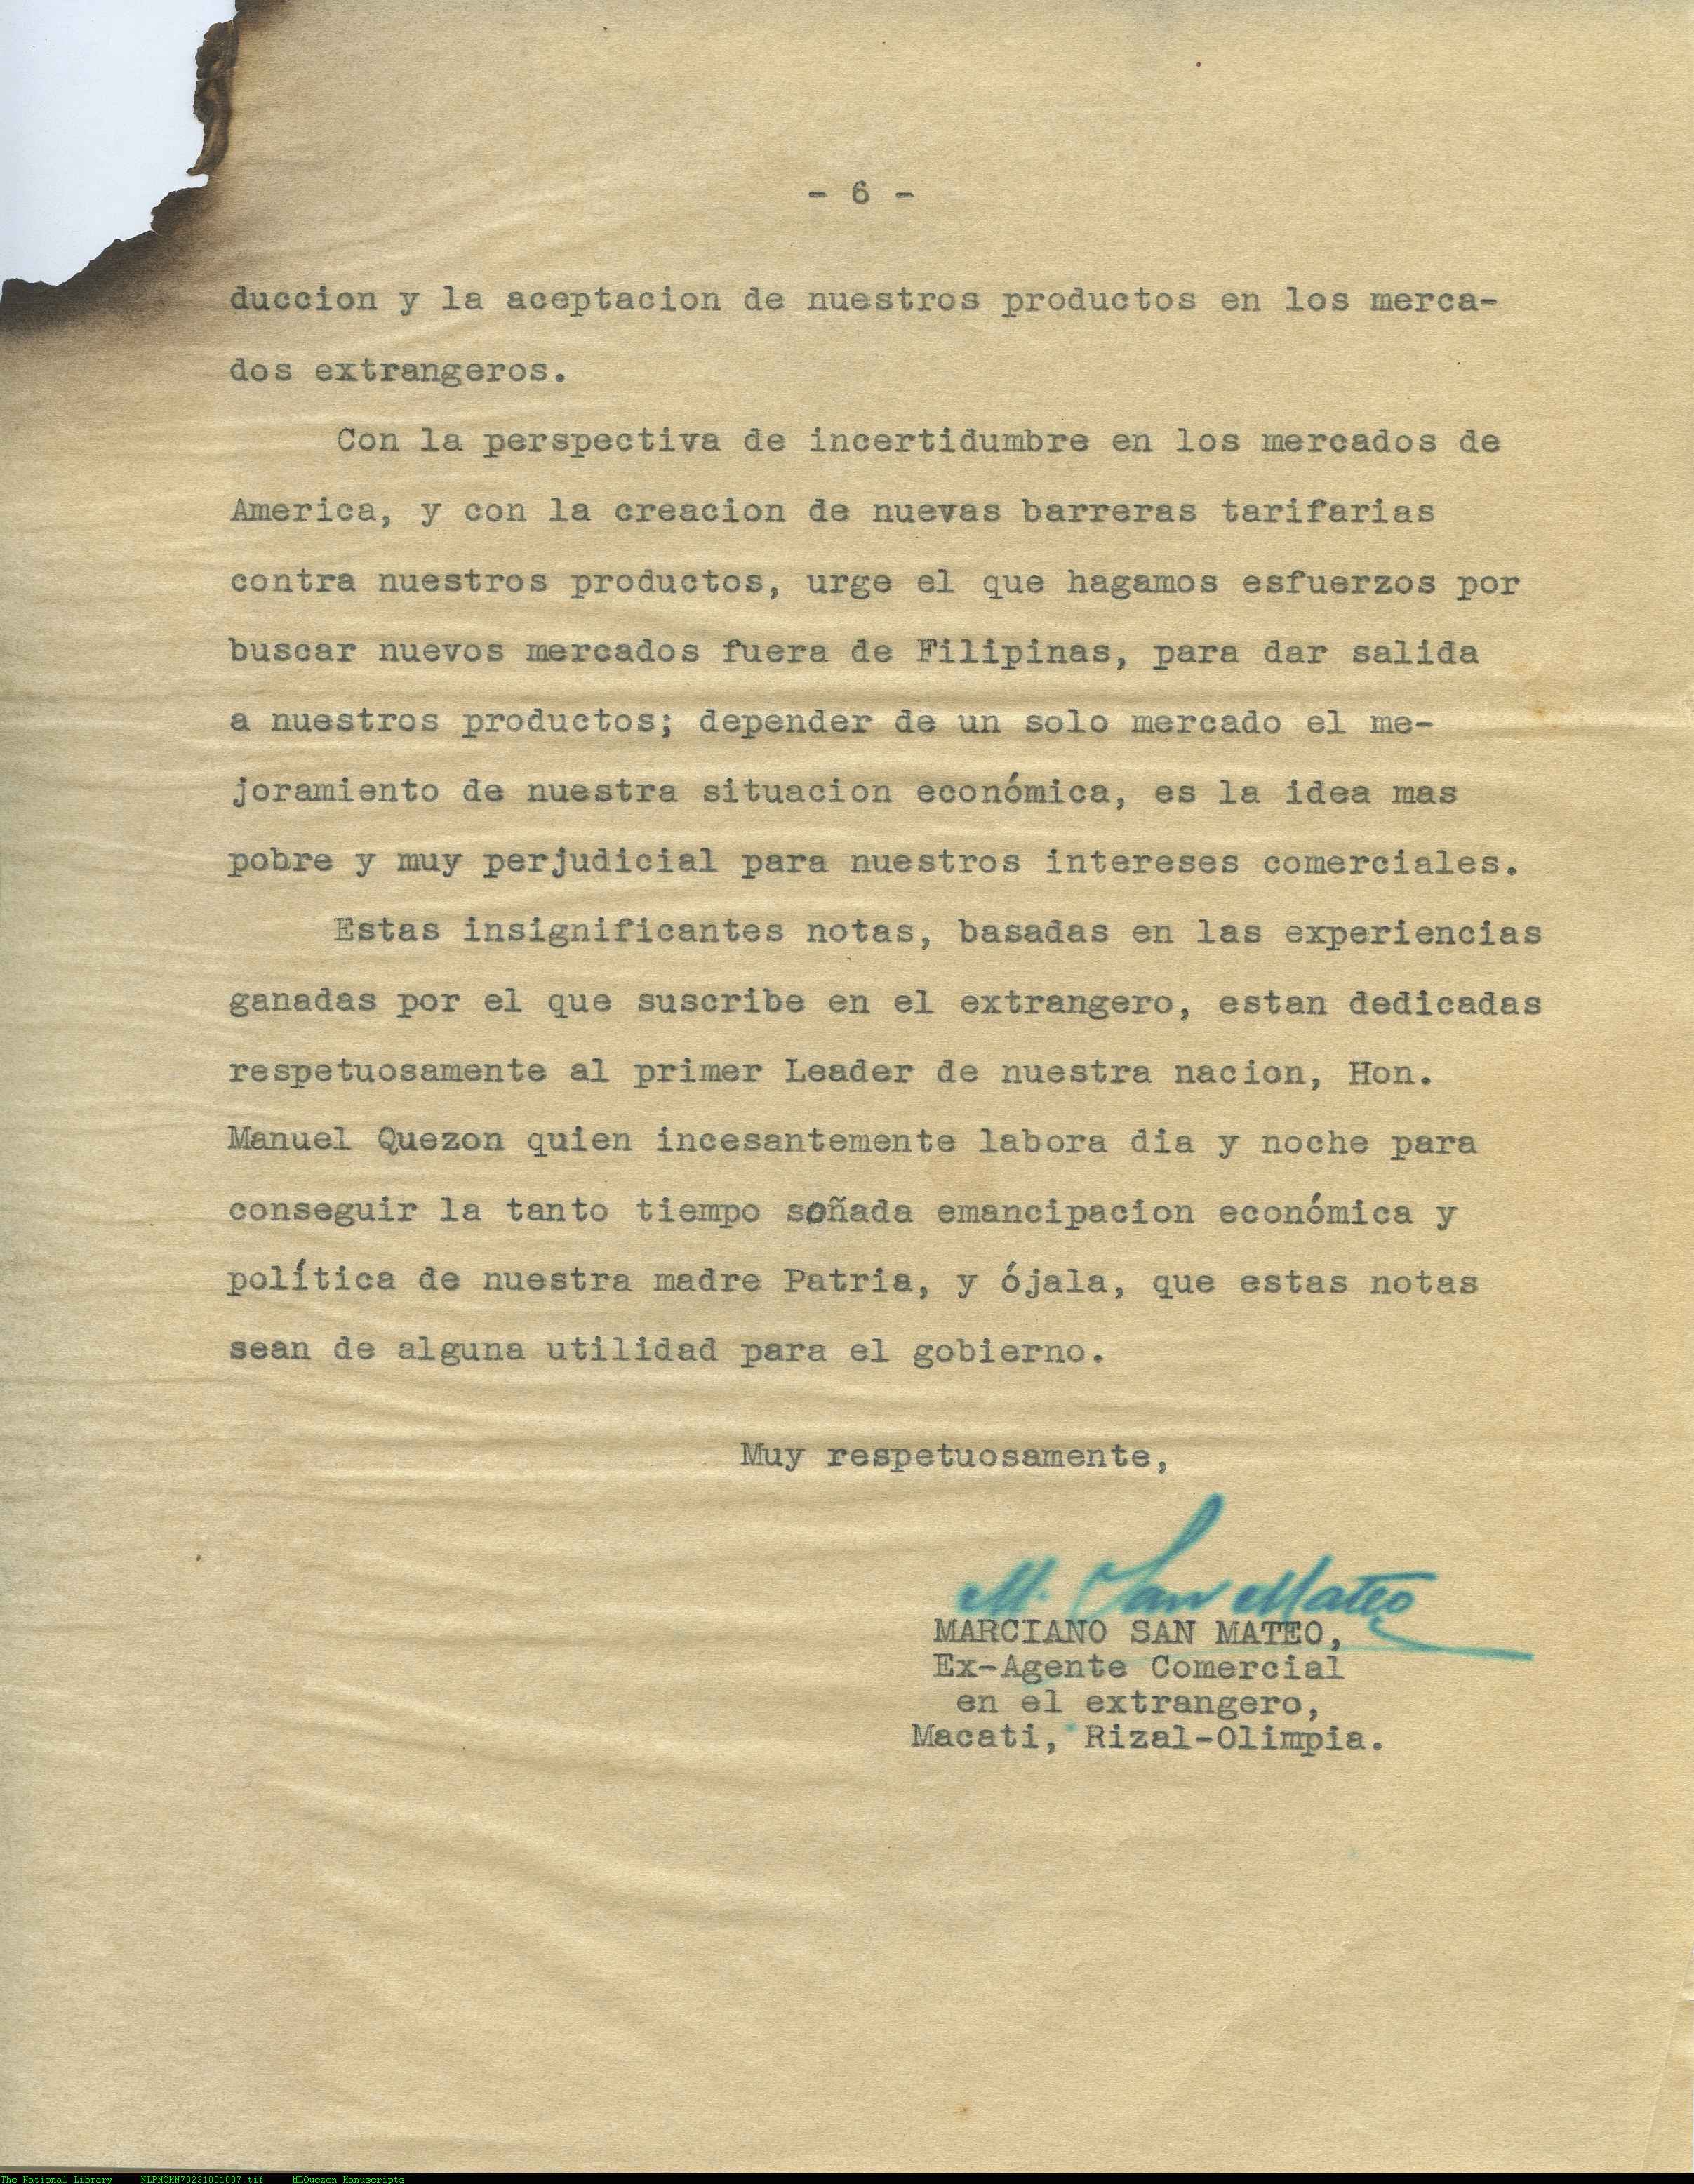 - 6 -
duccion y la aceptacion de nuestros productos en los merca-
dos extrangeros.
Con la perspectiva de incertidumbre en los mercados de
America, y con la creacion de nuevas barreras tarifarias
contra nuestros productos, urge el que hagamos esfuerzos por
buscar nuevos mercados fuera de Filipinas, para dar salida
a nuestros productos; depender de un solo mercado el me-
joramiento de nuestra situacion económica, es la idea mas
pobre y muy perjudicial para nuestros intereses comerciales.
Estas insignificantes notas, basadas en las experiencias
ganadas por el que suscribe en el extrangero, estan dedicadas
respetuosamente al primer Leader de nuestra nacion, Hon.
Manuel Quezon quien incesantemente labora dia y noche para
conseguir la tanto tiempo soñada emancipacion económica y
política de nuestra madre Patria, y ójala, que estas notas
sean de alguna utilidad para el gobierno.
Muy respetuosamente,
M. San Mateo
MARCIANO SAN MATEO,
Ex-Agente Comercial
en el extrangero,
Macati, Rizal-Olimpia.
The National Library NLPMQMN70231001007.tif MLQuezon Manuscripts